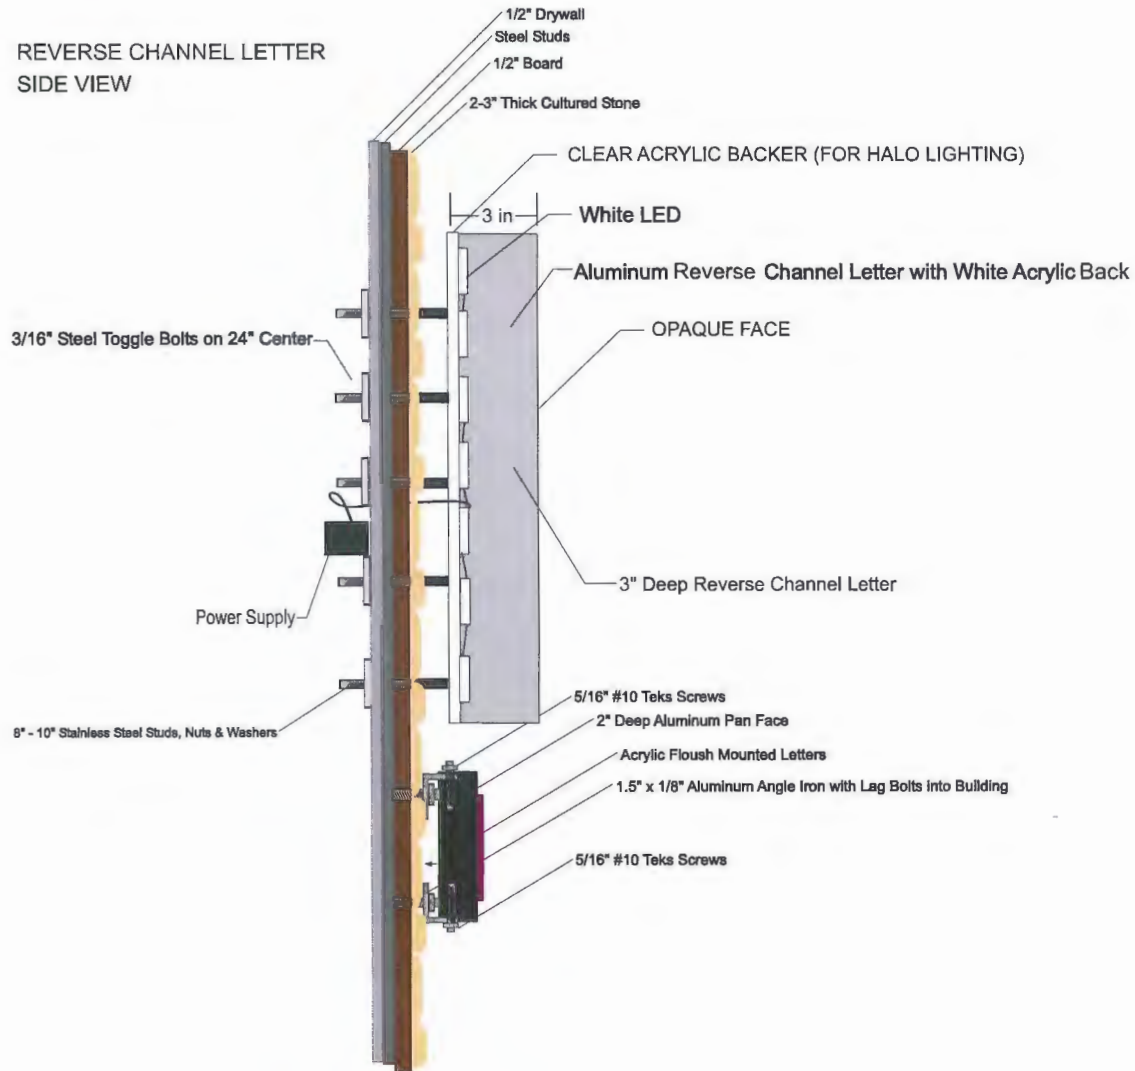 REVERSE CHANNEL LETTER
SIDE VIEW
1/2" Drywall
Steel Studs
1/2" Board
2-3" Thick Cultured Stone
CLEAR ACRYLIC BACKER (FOR HALO LIGHTING)
3 in
White LED
Aluminum Reverse Channel Letter with White Acrylic Back
OPAQUE FACE
3/16" Steel Toggle Bolts on 24" Center
3" Deep Reverse Channel Letter
Power Supply
8" - 10" Stainless Steel Studs, Nuts & Washers
5/16" #10 Teks Screws
2" Deep Aluminum Pan Face
Acrylic Floush Mounted Letters
1.5" x 1/8" Aluminum Angle Iron with Lag Bolts into Building
5/16" #10 Teks Screws